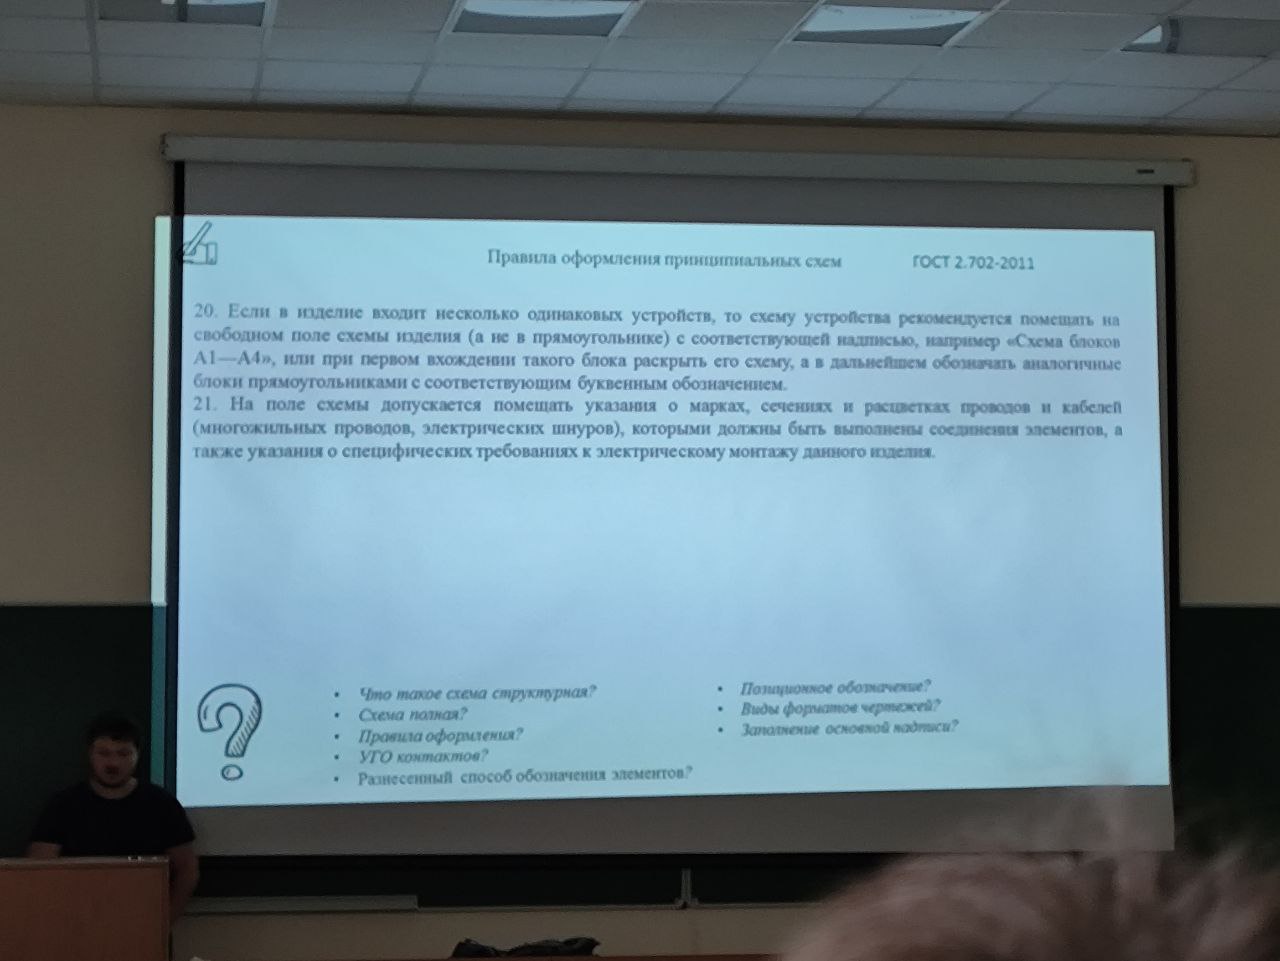 Правила оформления принципиальных схем ГОСТ 2.702-2011
20. Если в изделие входит несколько одинаковых устройств, то схему устройства рекомендуется помещать на
свободном поле схемы изделия (а не в прямоугольнике) с соответствующей надписью, например «Схема блоков
А1—А4», или при первом вхождении такого блока раскрыть его схему, а в дальнейшем обозначать аналогичные
блоки прямоугольниками с соответствующим буквенным обозначением.
21. На поле схемы допускается помещать указания о марках, сечениях и расцветках проводов и кабелей
(многожильных проводов, электрических шнуров), которыми должны быть выполнены соединения элементов, а
также указания о специфических требованиях к электрическому монтажу данного изделия.
• Что такое схема структурная?
• Схема полная?
• Правила оформления?
• УГО контактов?
• Разнесенный способ обозначения элементов?
• Позиционное обозначение?
• Виды форматов чертежей?
• Заполнение основной надписи?